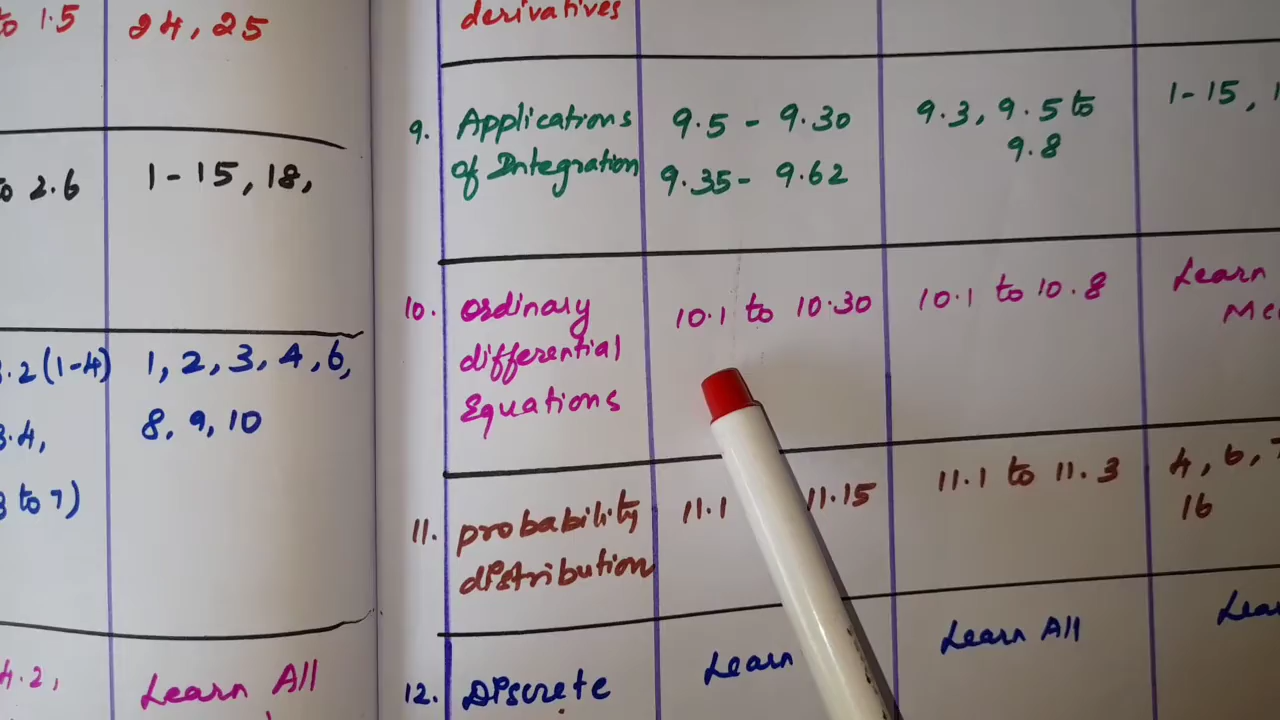 to 1.5 24, 25
to 2.6 1-15, 18,
3.2 (1-4) 1, 2, 3, 4, 6,
3.4, 8, 9, 10
3 to 7)
4.2, Learn All
derivatives
9. Applications 9.5 - 9.30 9.3, 9.5 to 1-15,
of Integration 9.35 - 9.62 9.8
10. Ordinary 10.1 to 10.30 10.1 to 10.8 Learn
differential
Equations
11. probability 11.1 11.15 11.1 to 11.3 4, 6,
distribution 16
12. Discrete Learn Learn All